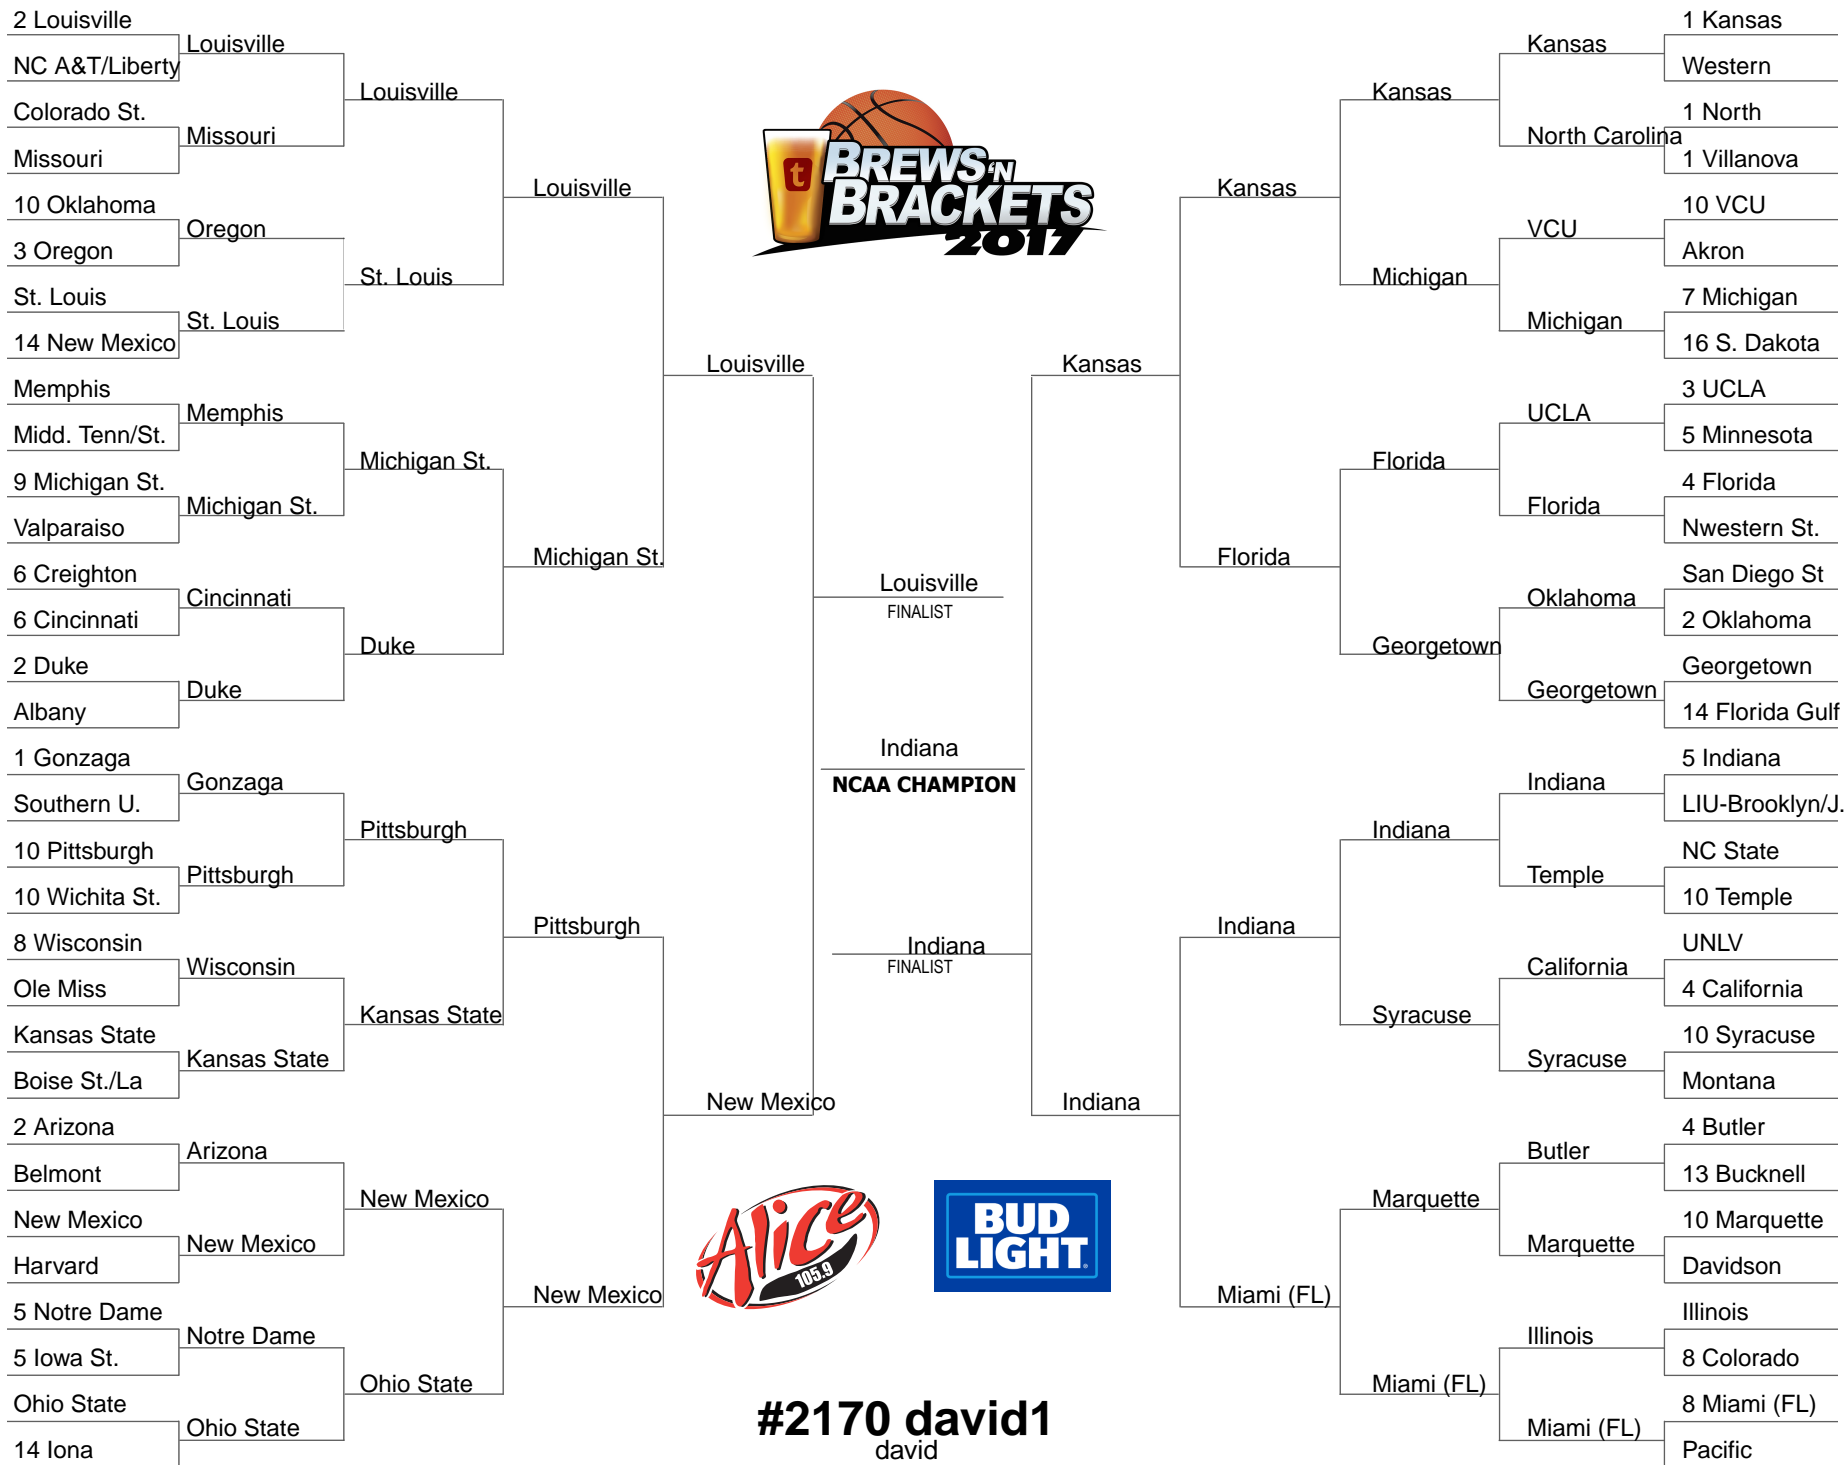 2 Louisville
NC A&T/Liberty
Colorado St.
Missouri
10 Oklahoma
3 Oregon
St. Louis
14 New Mexico
Memphis
Midd. Tenn/St.
9 Michigan St.
Valparaiso
6 Creighton
6 Cincinnati
2 Duke
Albany
1 Gonzaga
Southern U.
10 Pittsburgh
10 Wichita St.
8 Wisconsin
Ole Miss
Kansas State
Boise St./La
2 Arizona
Belmont
New Mexico
Harvard
5 Notre Dame
5 Iowa St.
Ohio State
14 Iona
Louisville
Missouri
Oregon
St. Louis
Memphis
Michigan St.
Cincinnati
Duke
Gonzaga
Pittsburgh
Wisconsin
Kansas State
Arizona
New Mexico
Notre Dame
Ohio State
Louisville
St. Louis
Michigan St.
Duke
Pittsburgh
Kansas State
New Mexico
Ohio State
Louisville
Michigan St.
Pittsburgh
New Mexico
Louisville
New Mexico
t
BREWS 'N
BRACKETS
2017
Louisville
FINALIST
Indiana
NCAA CHAMPION
Indiana
FINALIST
Alice
105.9
BUD
LIGHT
#2170 david1
david
Kansas
Indiana
Kansas
Florida
Indiana
Miami (FL)
Kansas
Michigan
Florida
Georgetown
Indiana
Syracuse
Marquette
Miami (FL)
Kansas
North Carolina
VCU
Michigan
UCLA
Florida
Oklahoma
Georgetown
Indiana
Temple
California
Syracuse
Butler
Marquette
Illinois
Miami (FL)
1 Kansas
Western
1 North
1 Villanova
10 VCU
Akron
7 Michigan
16 S. Dakota
3 UCLA
5 Minnesota
4 Florida
Nwestern St.
San Diego St
2 Oklahoma
Georgetown
14 Florida Gulf
5 Indiana
LIU-Brooklyn/J.
NC State
10 Temple
UNLV
4 California
10 Syracuse
Montana
4 Butler
13 Bucknell
10 Marquette
Davidson
Illinois
8 Colorado
8 Miami (FL)
Pacific